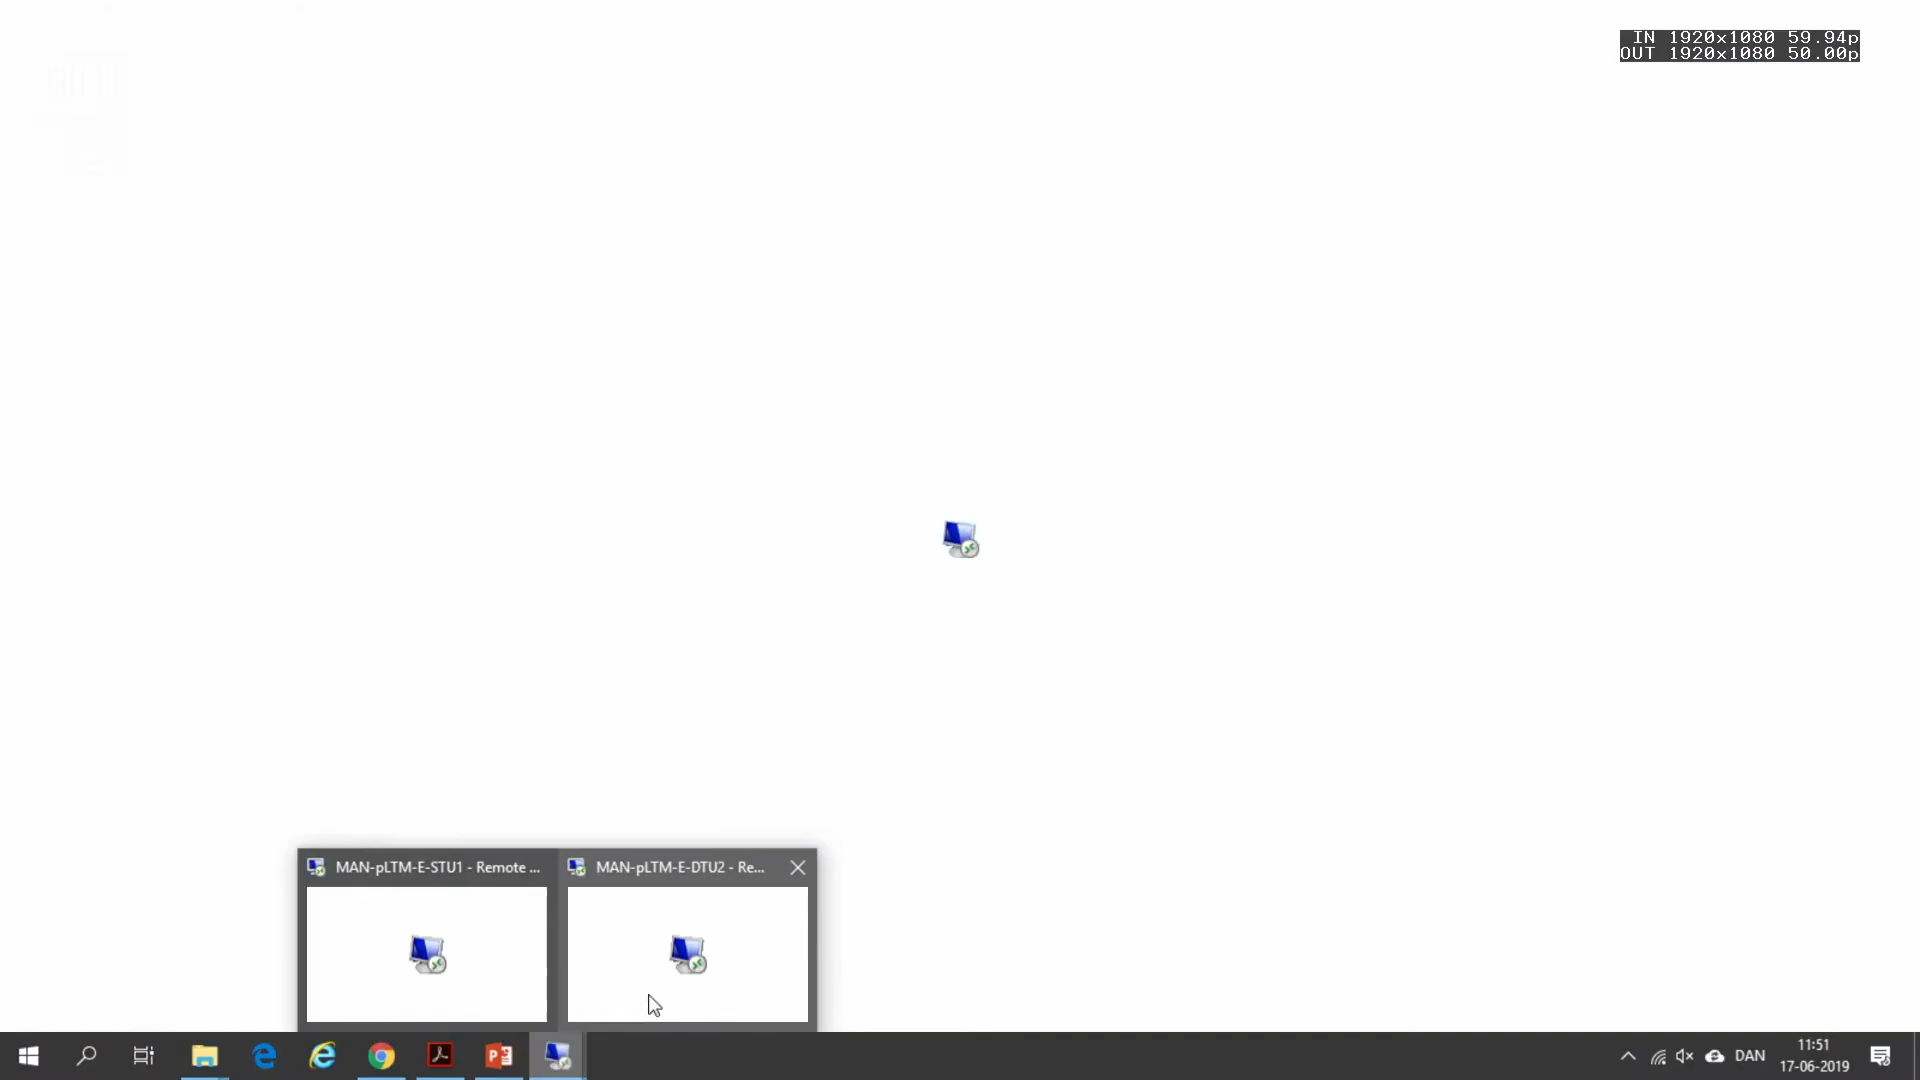 IN 1920x1080 59.94p
OUT 1920x1080 50.00p
MAN-pLTM-E-STU1 - Remote ...
MAN-pLTM-E-DTU2 - Re...
DAN
11:51
17-06-2019